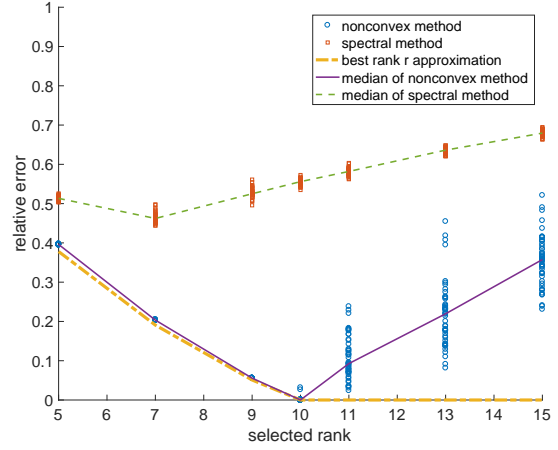 nonconvex method
spectral method
best rank r approximation
median of nonconvex method
median of spectral method
1
0.9
0.8
0.7
0.6
0.5
0.4
0.3
0.2
0.1
0
relative error
5 6 7 8 9 10 11 12 13 14 15
selected rank